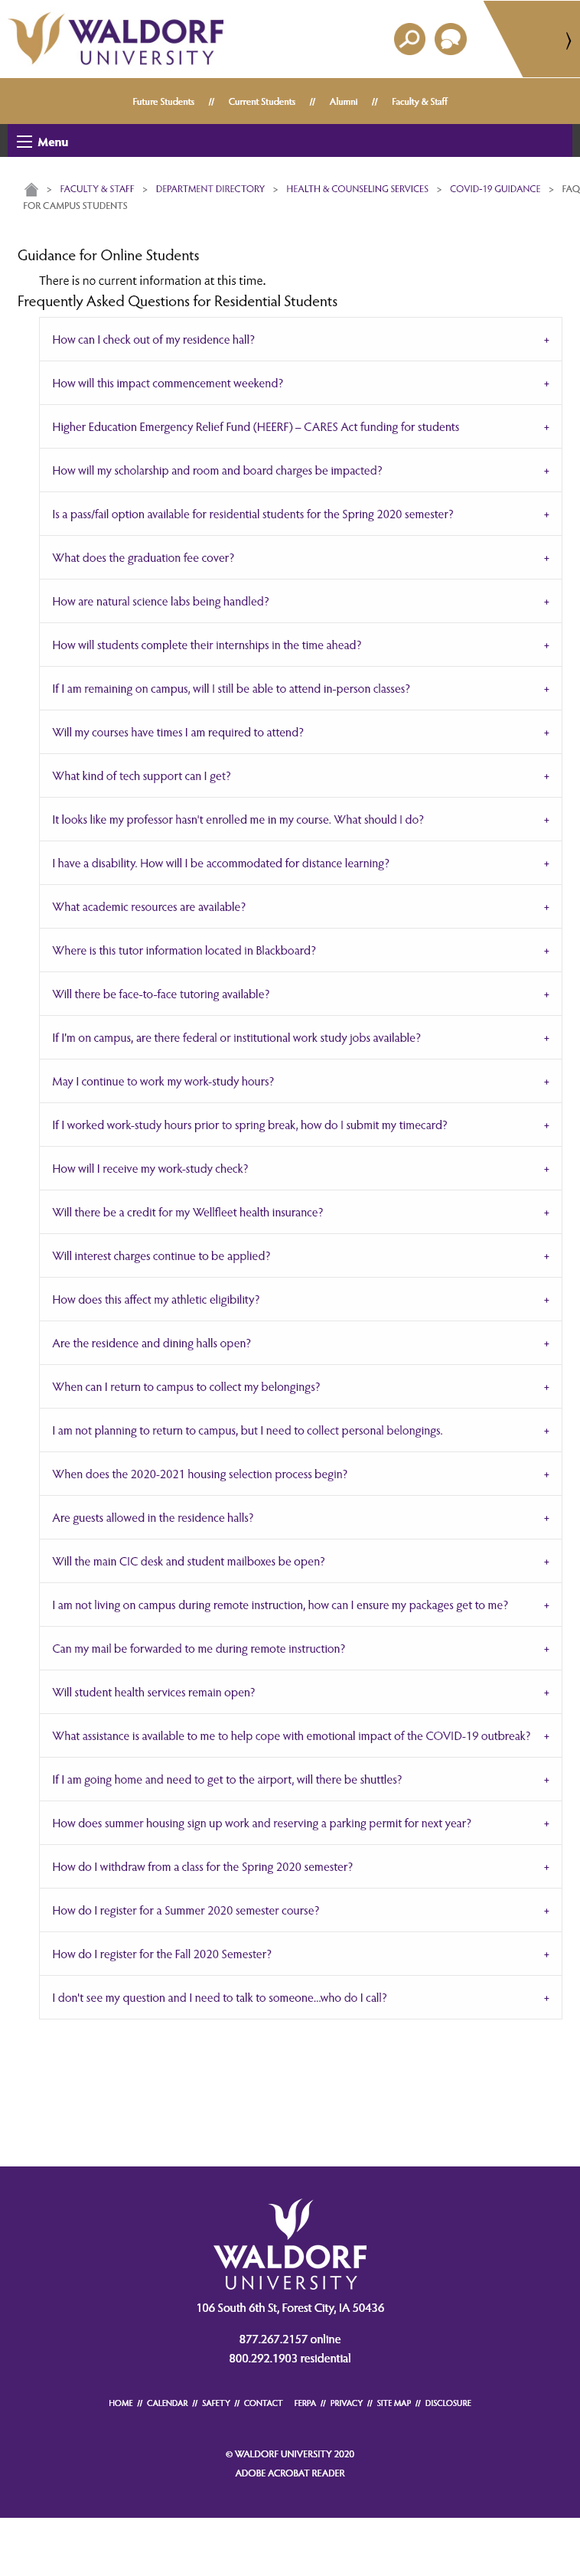 WALDORF
UNIVERSITY
Future Students // Current Students // Alumni // Faculty & Staff
Menu
> FACULTY & STAFF > DEPARTMENT DIRECTORY > HEALTH & COUNSELING SERVICES > COVID-19 GUIDANCE > FAQ
FOR CAMPUS STUDENTS
Guidance for Online Students
There is no current information at this time.
Frequently Asked Questions for Residential Students
How can I check out of my residence hall? +
How will this impact commencement weekend? +
Higher Education Emergency Relief Fund (HEERF) – CARES Act funding for students +
How will my scholarship and room and board charges be impacted? +
Is a pass/fail option available for residential students for the Spring 2020 semester? +
What does the graduation fee cover? +
How are natural science labs being handled? +
How will students complete their internships in the time ahead? +
If I am remaining on campus, will I still be able to attend in-person classes? +
Will my courses have times I am required to attend? +
What kind of tech support can I get? +
It looks like my professor hasn't enrolled me in my course. What should I do? +
I have a disability. How will I be accommodated for distance learning? +
What academic resources are available? +
Where is this tutor information located in Blackboard? +
Will there be face-to-face tutoring available? +
If I'm on campus, are there federal or institutional work study jobs available? +
May I continue to work my work-study hours? +
If I worked work-study hours prior to spring break, how do I submit my timecard? +
How will I receive my work-study check? +
Will there be a credit for my Wellfleet health insurance? +
Will interest charges continue to be applied? +
How does this affect my athletic eligibility? +
Are the residence and dining halls open? +
When can I return to campus to collect my belongings? +
I am not planning to return to campus, but I need to collect personal belongings. +
When does the 2020-2021 housing selection process begin? +
Are guests allowed in the residence halls? +
Will the main CIC desk and student mailboxes be open? +
I am not living on campus during remote instruction, how can I ensure my packages get to me? +
Can my mail be forwarded to me during remote instruction? +
Will student health services remain open? +
What assistance is available to me to help cope with emotional impact of the COVID-19 outbreak? +
If I am going home and need to get to the airport, will there be shuttles? +
How does summer housing sign up work and reserving a parking permit for next year? +
How do I withdraw from a class for the Spring 2020 semester? +
How do I register for a Summer 2020 semester course? +
How do I register for the Fall 2020 Semester? +
I don't see my question and I need to talk to someone...who do I call? +
WALDORF
UNIVERSITY
106 South 6th St, Forest City, IA 50436
877.267.2157 online
800.292.1903 residential
HOME // CALENDAR // SAFETY // CONTACT FERPA // PRIVACY // SITE MAP // DISCLOSURE
© WALDORF UNIVERSITY 2020
ADOBE ACROBAT READER